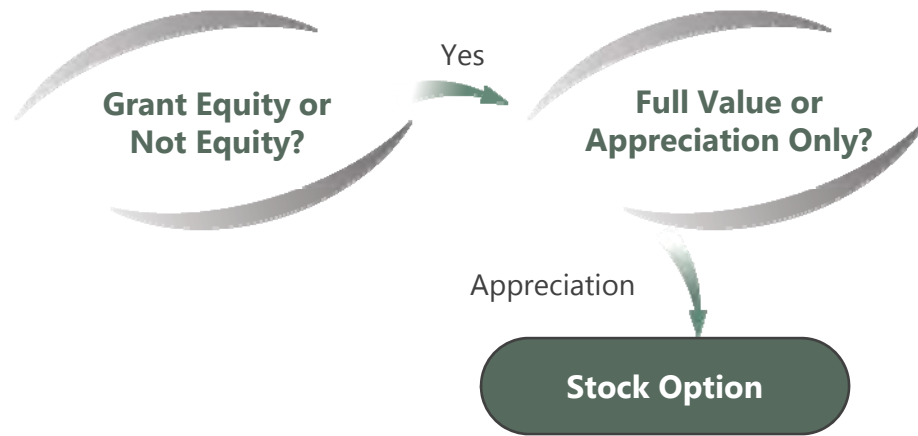 Yes
Grant Equity or
Not Equity?
Full Value or
Appreciation Only?
Appreciation
Stock Option